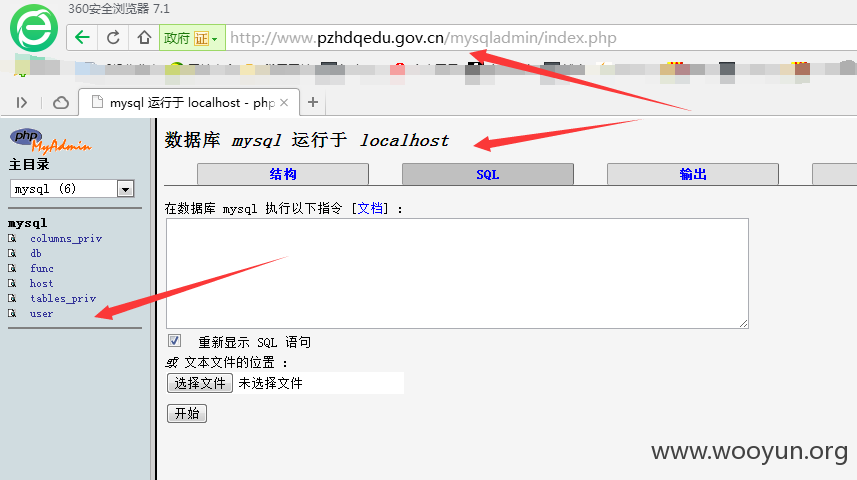 360安全浏览器 7.1
政府 证 http://www.pzhdqedu.gov.cn/mysqladmin/index.php
mysql 运行于 localhost - php
php
MyAdmin
主目录
mysql (6)
mysql
columns_priv
db
func
host
tables_priv
user
数据库 mysql 运行于 localhost
结构 SQL 输出
在数据库 mysql 执行以下指令 [文档] :
重新显示 SQL 语句
或 文本文件的位置 :
选择文件 未选择文件
开始
www.wooyun.org